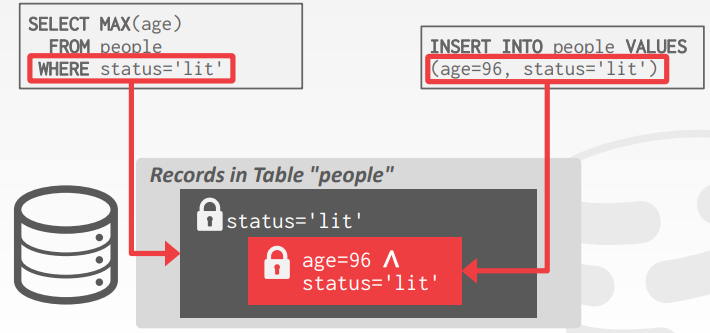 SELECT MAX(age)
FROM people
WHERE status='lit'
INSERT INTO people VALUES
(age=96, status='lit')
Records in Table "people"
status='lit'
age=96 ∧
status='lit'